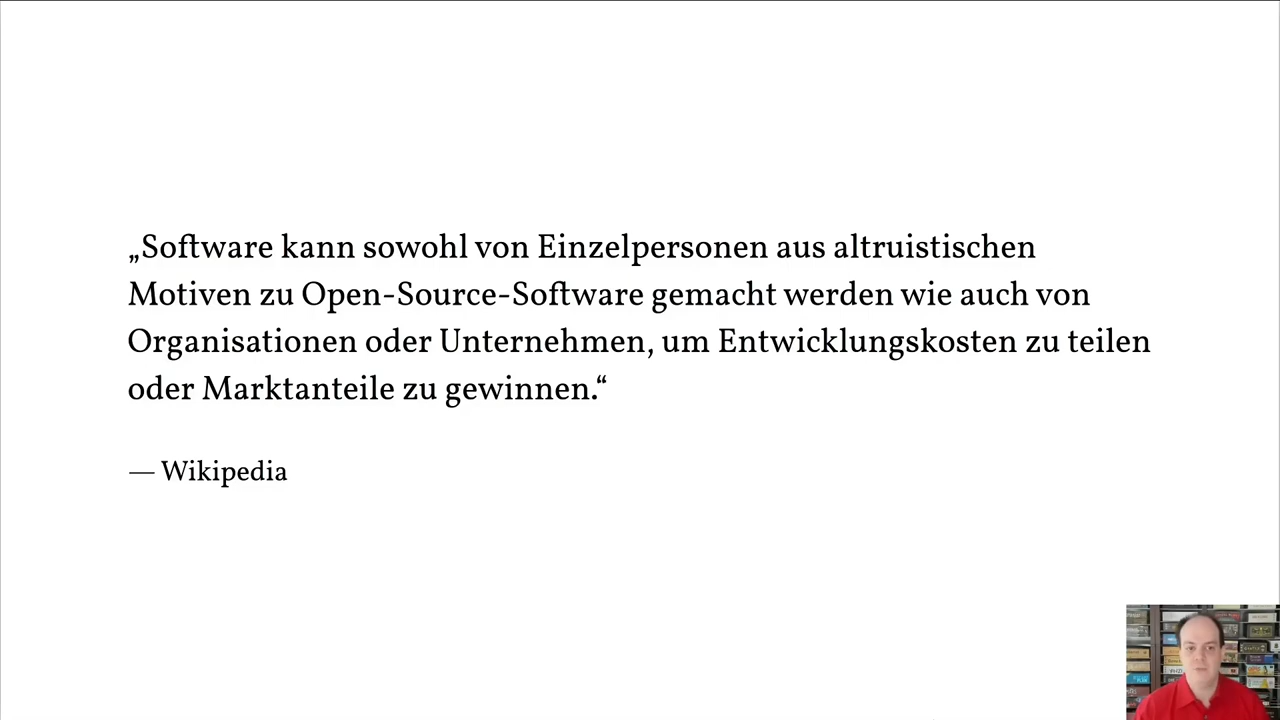 „Software kann sowohl von Einzelpersonen aus altruistischen
Motiven zu Open-Source-Software gemacht werden wie auch von
Organisationen oder Unternehmen, um Entwicklungskosten zu teilen
oder Marktanteile zu gewinnen.“
— Wikipedia